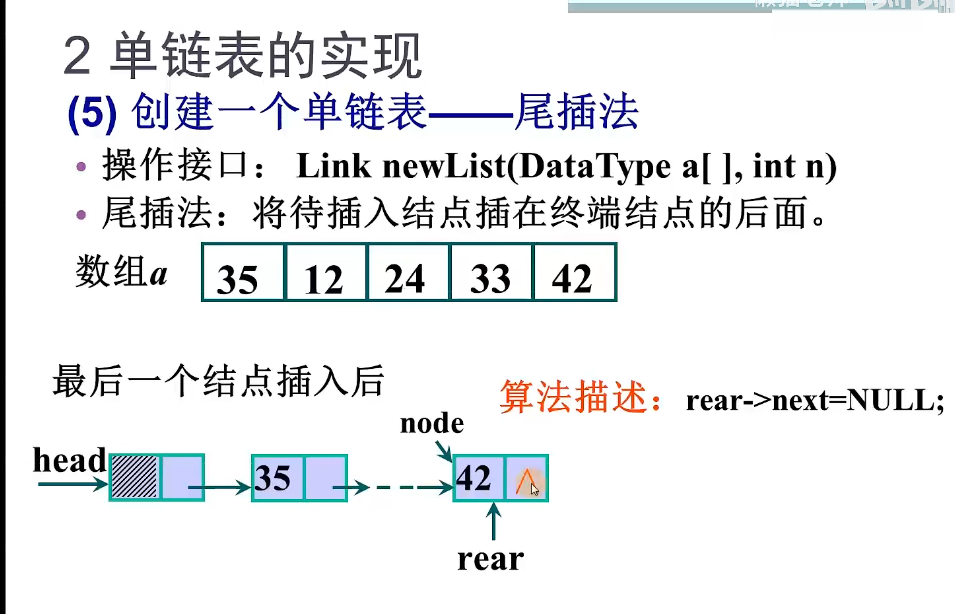 2 单链表的实现
(5) 创建一个单链表——尾插法
• 操作接口： Link newList(DataType a[ ], int n)
• 尾插法：将待插入结点插在终端结点的后面。
数组a 35 12 24 33 42
最后一个结点插入后
算法描述：rear->next=NULL;
node
head
35 42 ∧
rear